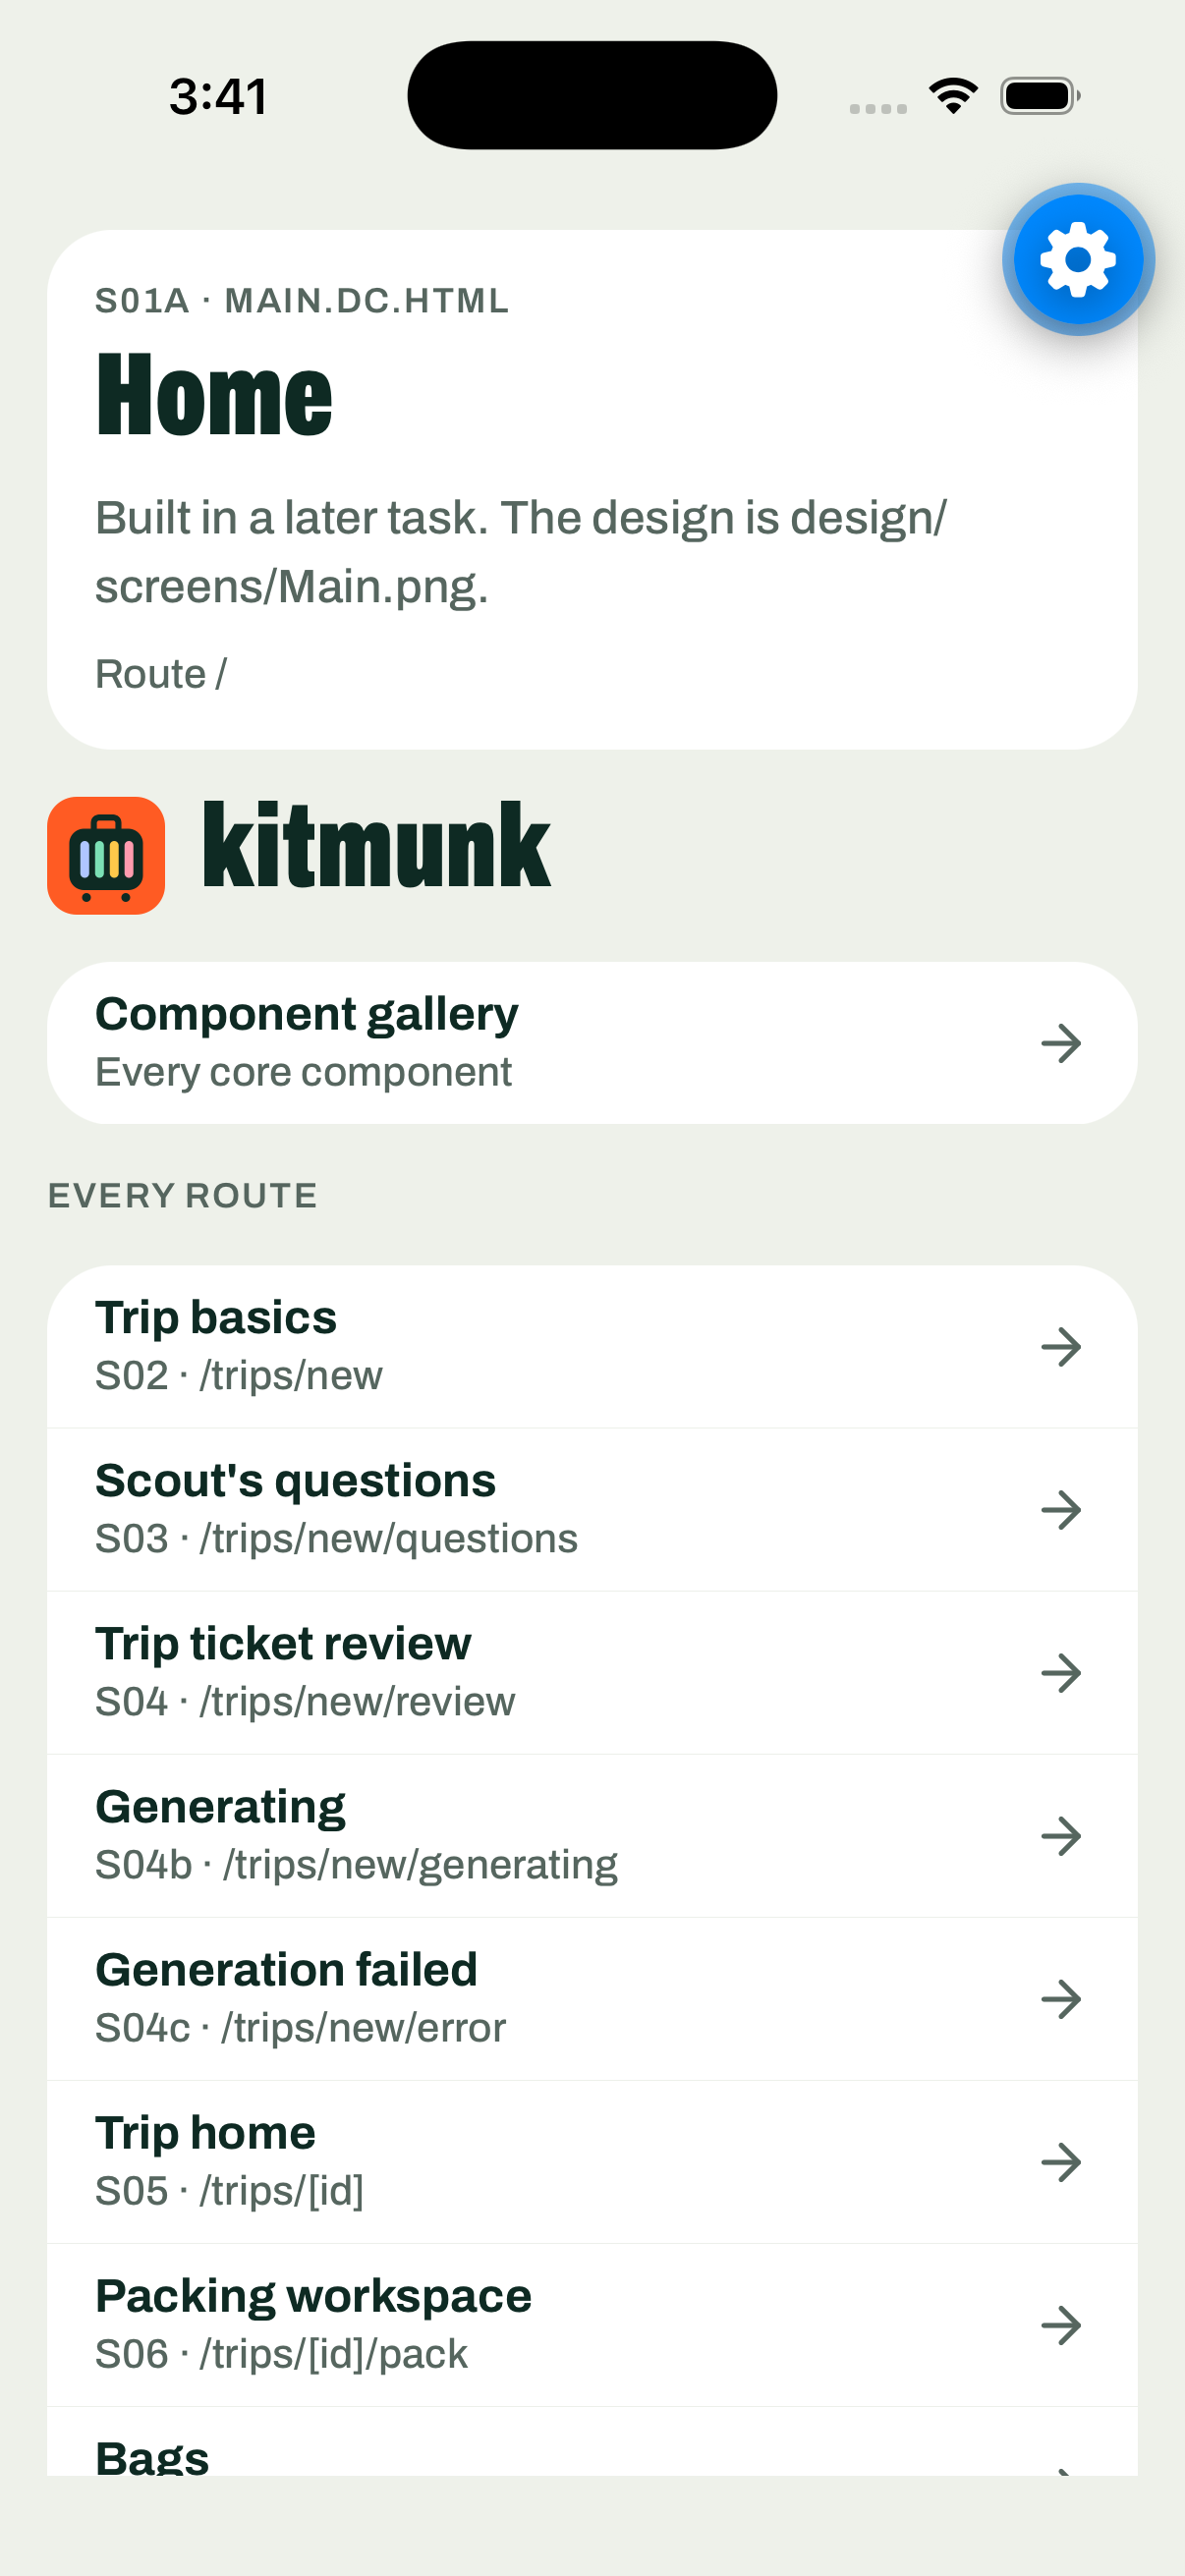 3:41
S01A · MAIN.DC.HTML
Home
Built in a later task. The design is design/
screens/Main.png.
Route /
kitmunk
Component gallery
Every core component
EVERY ROUTE
Trip basics
S02 · /trips/new
Scout's questions
S03 · /trips/new/questions
Trip ticket review
S04 · /trips/new/review
Generating
S04b · /trips/new/generating
Generation failed
S04c · /trips/new/error
Trip home
S05 · /trips/[id]
Packing workspace
S06 · /trips/[id]/pack
Bags